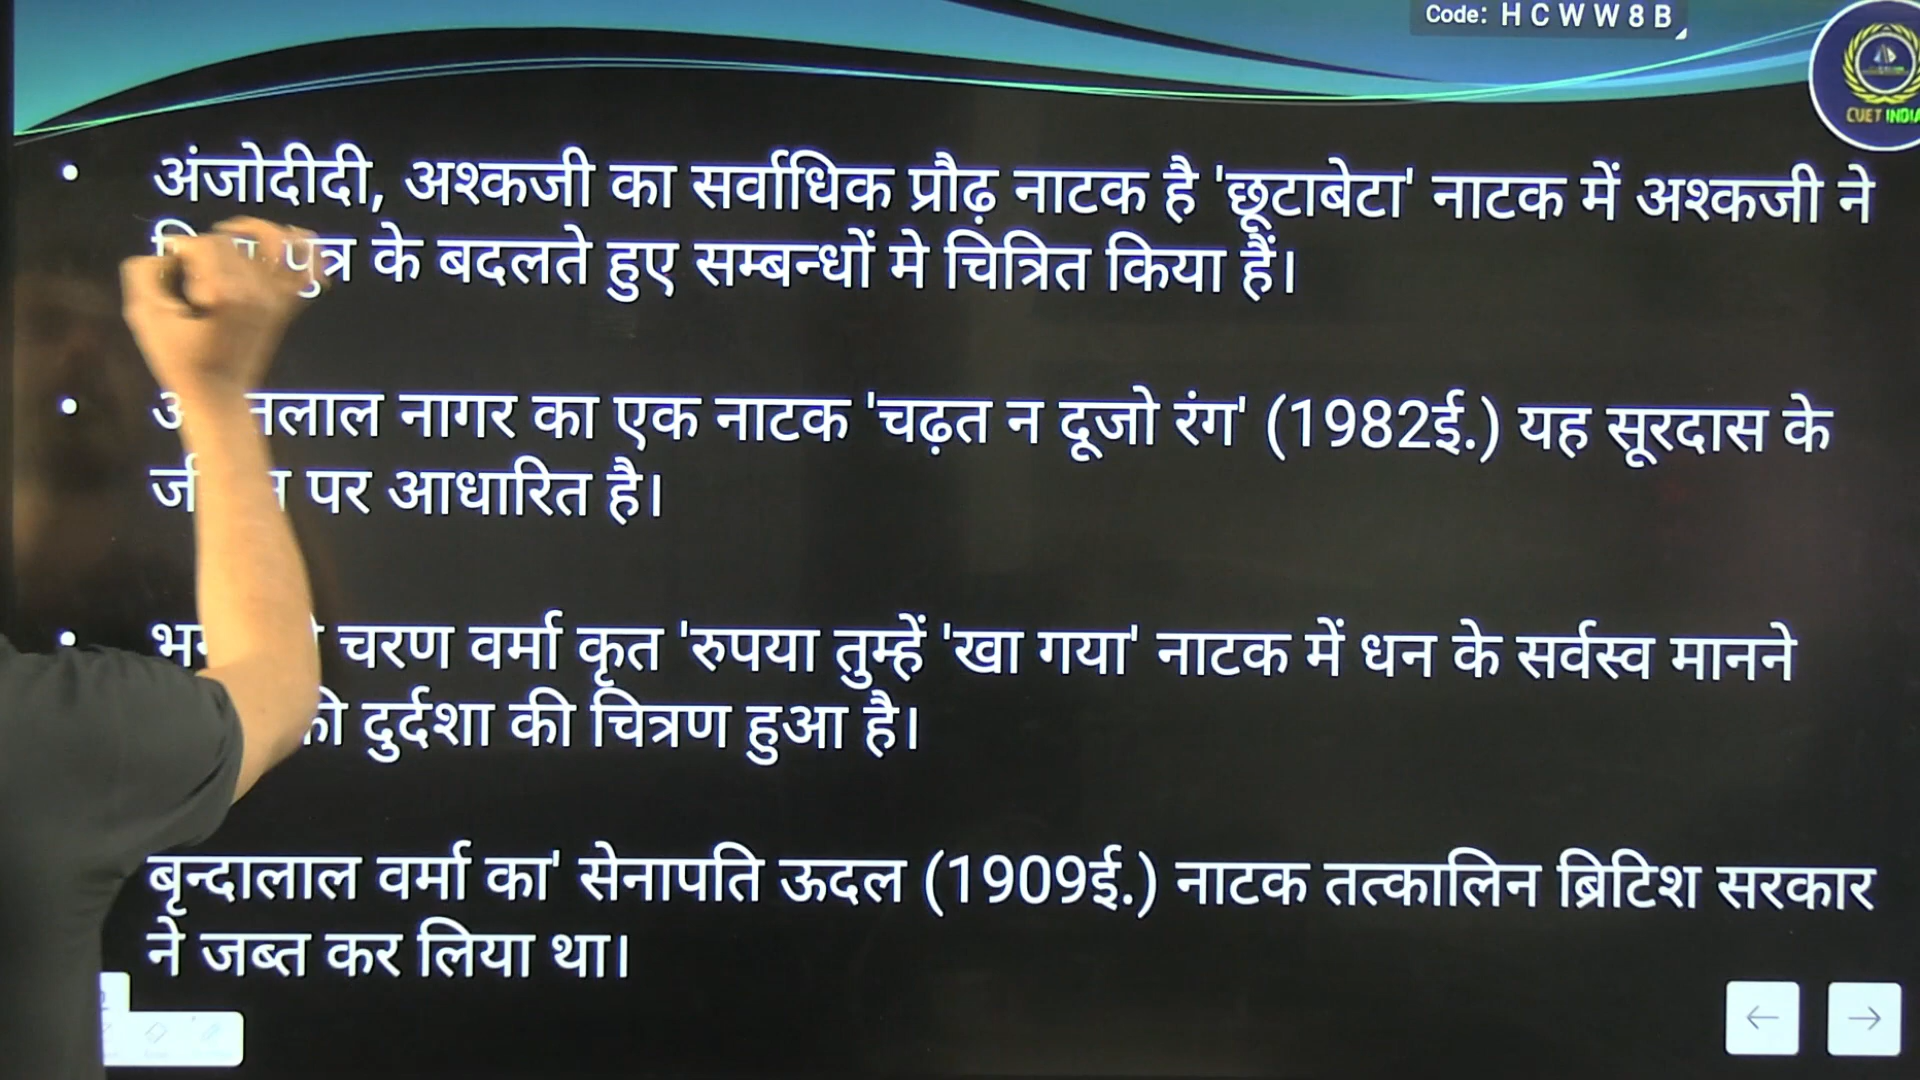 Code: H C W W 8 B
CUET INDIA
अंजोदीदी, अश्कजी का सर्वाधिक प्रौढ़ नाटक है 'छूटाबेटा' नाटक में अश्कजी ने
पुत्र के बदलते हुए सम्बन्धों मे चित्रित किया हैं।
नागर का एक नाटक 'चढ़त न दूजो रंग' (1982ई.) यह सूरदास के
पर आधारित है।
चरण वर्मा कृत 'रुपया तुम्हें 'खा गया' नाटक में धन के सर्वस्व मानने
दुर्दशा की चित्रण हुआ है।
बृन्दालाल वर्मा का' सेनापति ऊदल (1909ई.) नाटक तत्कालिन ब्रिटिश सरकार
ने जब्त कर लिया था।